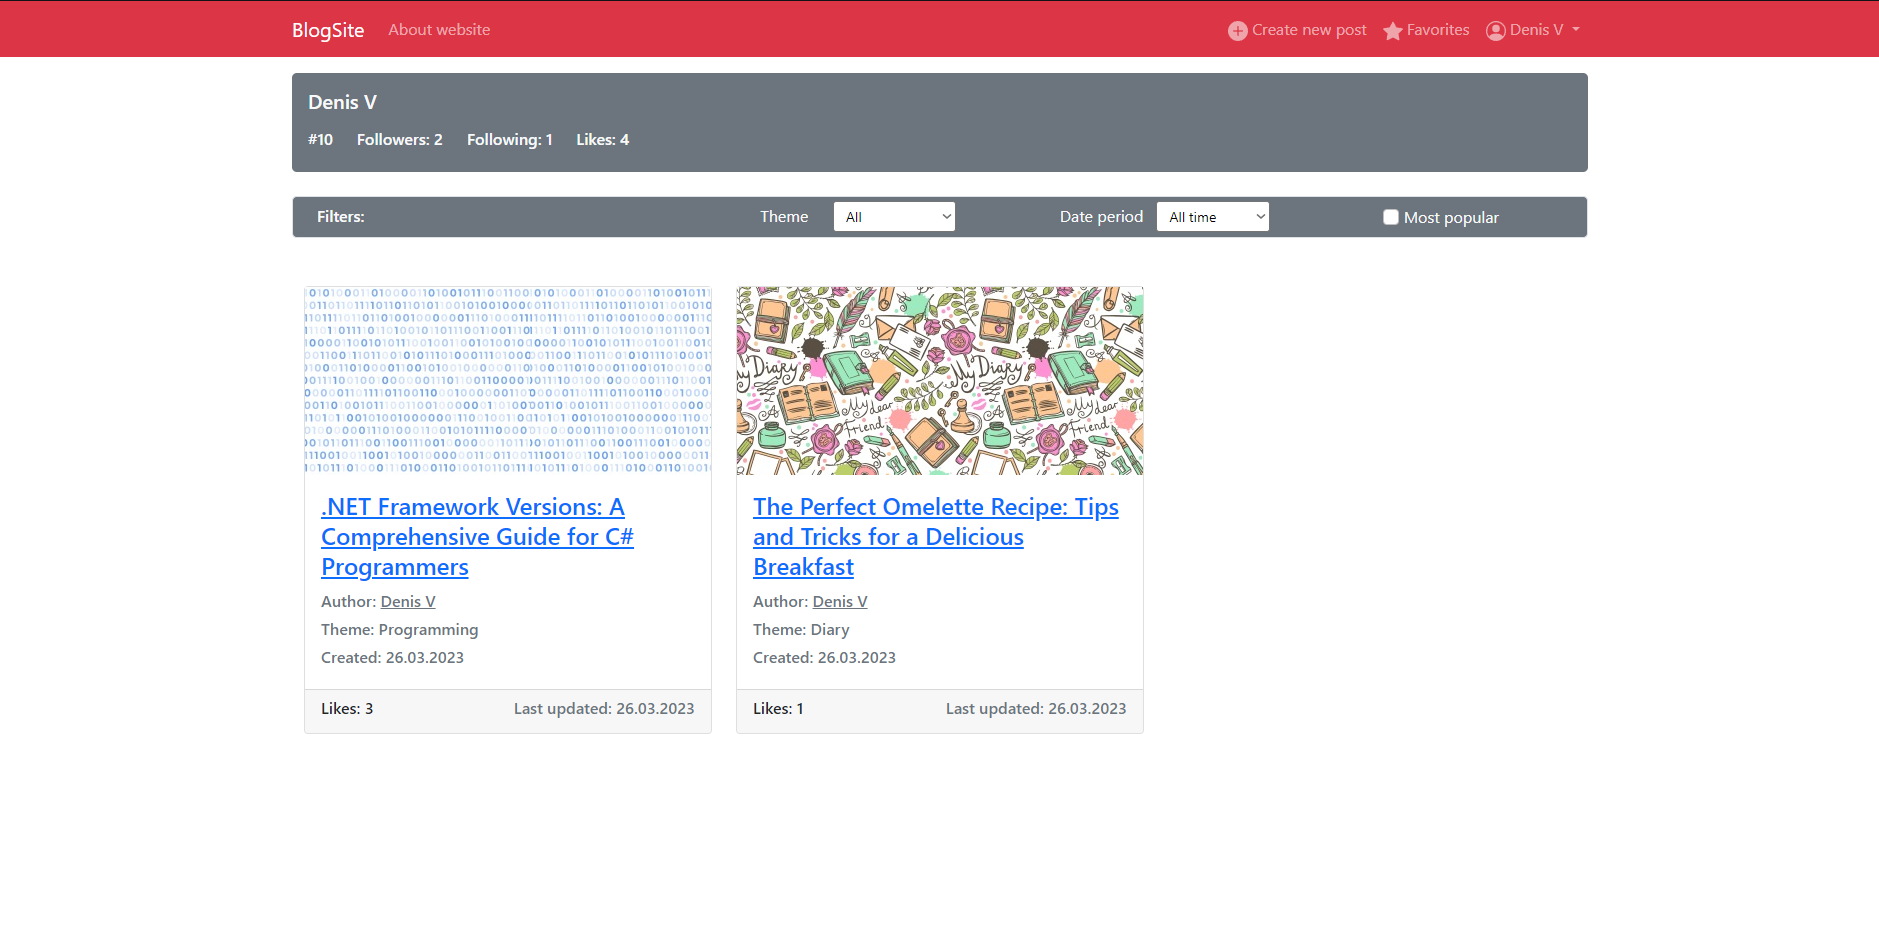 BlogSite About website Create new post Favorites Denis V
Denis V
#10 Followers: 2 Following: 1 Likes: 4
Filters: Theme All Date period All time Most popular
My Diary
My dear
Friend
My Diary
My dear
Friend
.NET Framework Versions: A
Comprehensive Guide for C#
Programmers
Author: Denis V
Theme: Programming
Created: 26.03.2023
Likes: 3 Last updated: 26.03.2023
The Perfect Omelette Recipe: Tips
and Tricks for a Delicious
Breakfast
Author: Denis V
Theme: Diary
Created: 26.03.2023
Likes: 1 Last updated: 26.03.2023